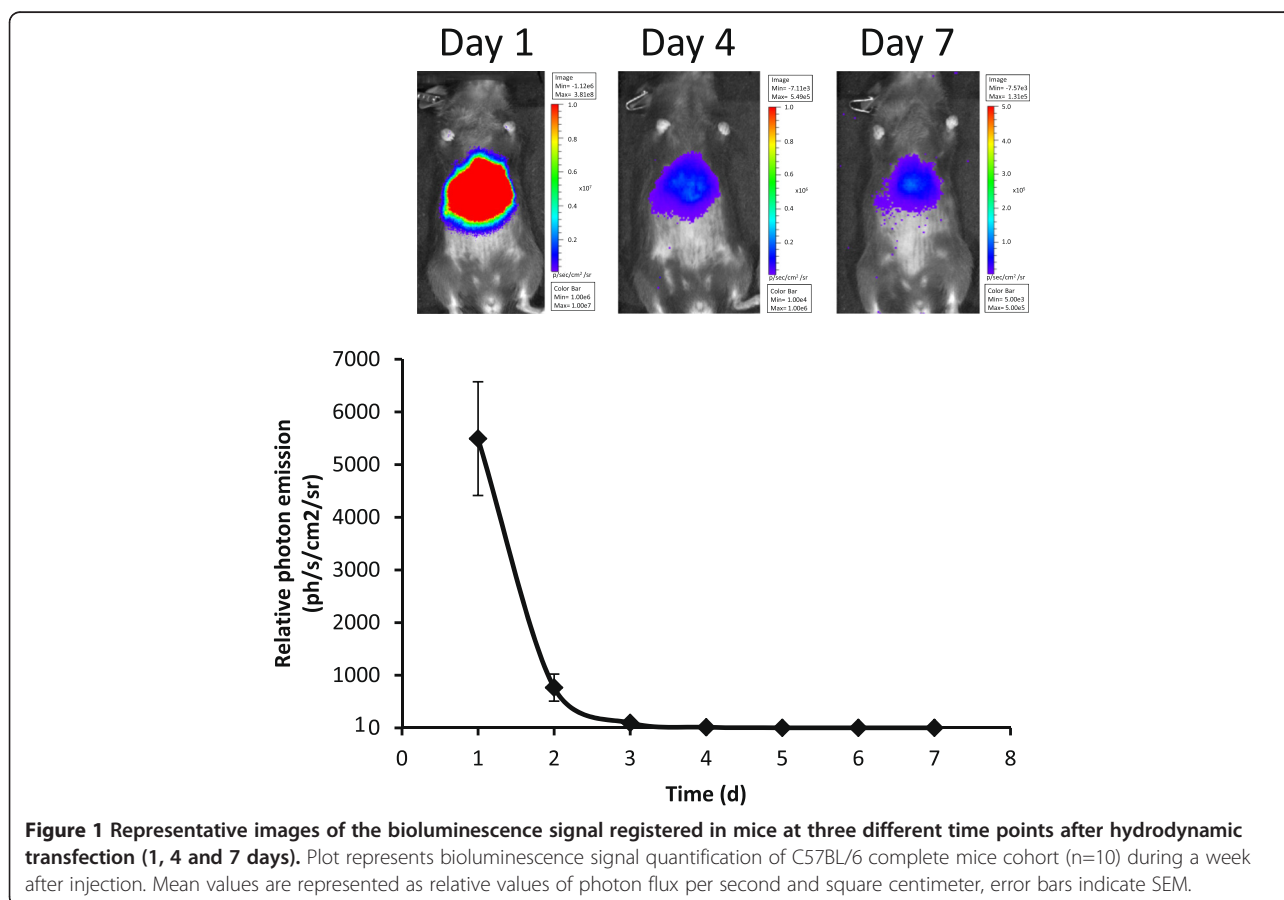 Day 1
Day 4
Day 7
Image
Min= -1.12e6
Max= 3.81e8
1.0
0.8
0.6
x10⁷
0.4
0.2
p/sec/cm² /sr
Color Bar
Min= 1.00e6
Max= 1.00e7
Image
Min= -7.11e3
Max= 5.49e5
1.0
0.8
0.6
x10⁶
0.4
0.2
p/sec/cm² /sr
Color Bar
Min= 1.00e4
Max= 1.00e6
Image
Min= -7.57e3
Max= 1.31e5
5.0
4.0
3.0
x10⁵
2.0
1.0
p/sec/cm² /sr
Color Bar
Min= 5.00e3
Max= 5.00e5
Relative photon emission
(ph/s/cm2/sr)
7000
6000
5000
4000
3000
2000
1000
10
0 1 2 3 4 5 6 7 8
Time (d)
Figure 1 Representative images of the bioluminescence signal registered in mice at three different time points after hydrodynamic
transfection (1, 4 and 7 days). Plot represents bioluminescence signal quantification of C57BL/6 complete mice cohort (n=10) during a week
after injection. Mean values are represented as relative values of photon flux per second and square centimeter, error bars indicate SEM.